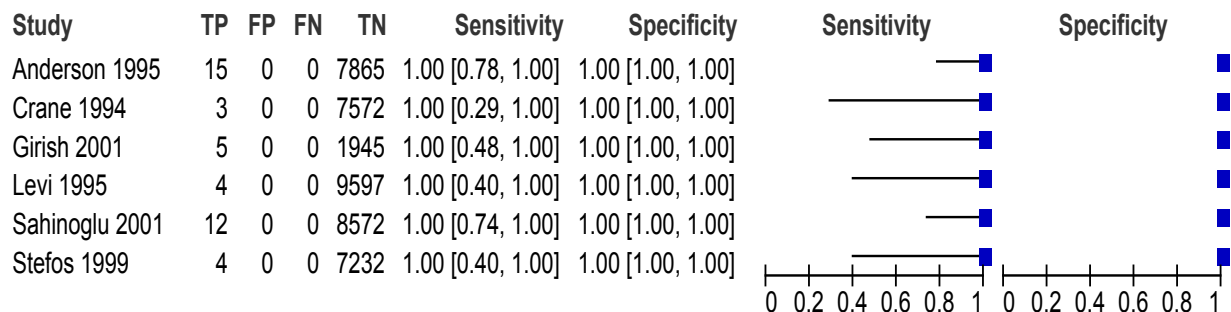 Study TP FP FN TN Sensitivity Specificity Sensitivity Specificity
Anderson 1995 15 0 0 7865 1.00 [0.78, 1.00] 1.00 [1.00, 1.00]
Crane 1994 3 0 0 7572 1.00 [0.29, 1.00] 1.00 [1.00, 1.00]
Girish 2001 5 0 0 1945 1.00 [0.48, 1.00] 1.00 [1.00, 1.00]
Levi 1995 4 0 0 9597 1.00 [0.40, 1.00] 1.00 [1.00, 1.00]
Sahinoglu 2001 12 0 0 8572 1.00 [0.74, 1.00] 1.00 [1.00, 1.00]
Stefos 1999 4 0 0 7232 1.00 [0.40, 1.00] 1.00 [1.00, 1.00]
0 0.2 0.4 0.6 0.8 1 0 0.2 0.4 0.6 0.8 1